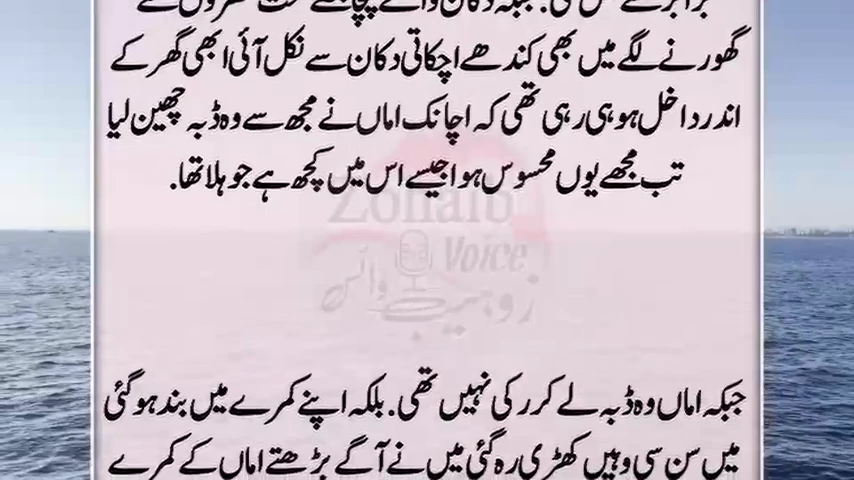 گھورنے لگے میں بھی کندھے اچکاتی دکان سے نکل آئی ابھی گھر کے
اندر داخل ہو ہی رہی تھی کہ اچانک اماں نے مجھ سے وہ ڈبہ چھین لیا
تب مجھے یوں محسوس ہوا جیسے اس میں کچھ ہے جو ہلا تھا.
Zohaib
Voice
زوہیب وائس
جبکہ اماں وہ ڈبہ لے کر رکی نہیں تھی. بلکہ اپنے کمرے میں بند ہو گئی
میں سن سی وہیں کھڑی رہ گئی میں نے آگے بڑھتے اماں کے کمرے